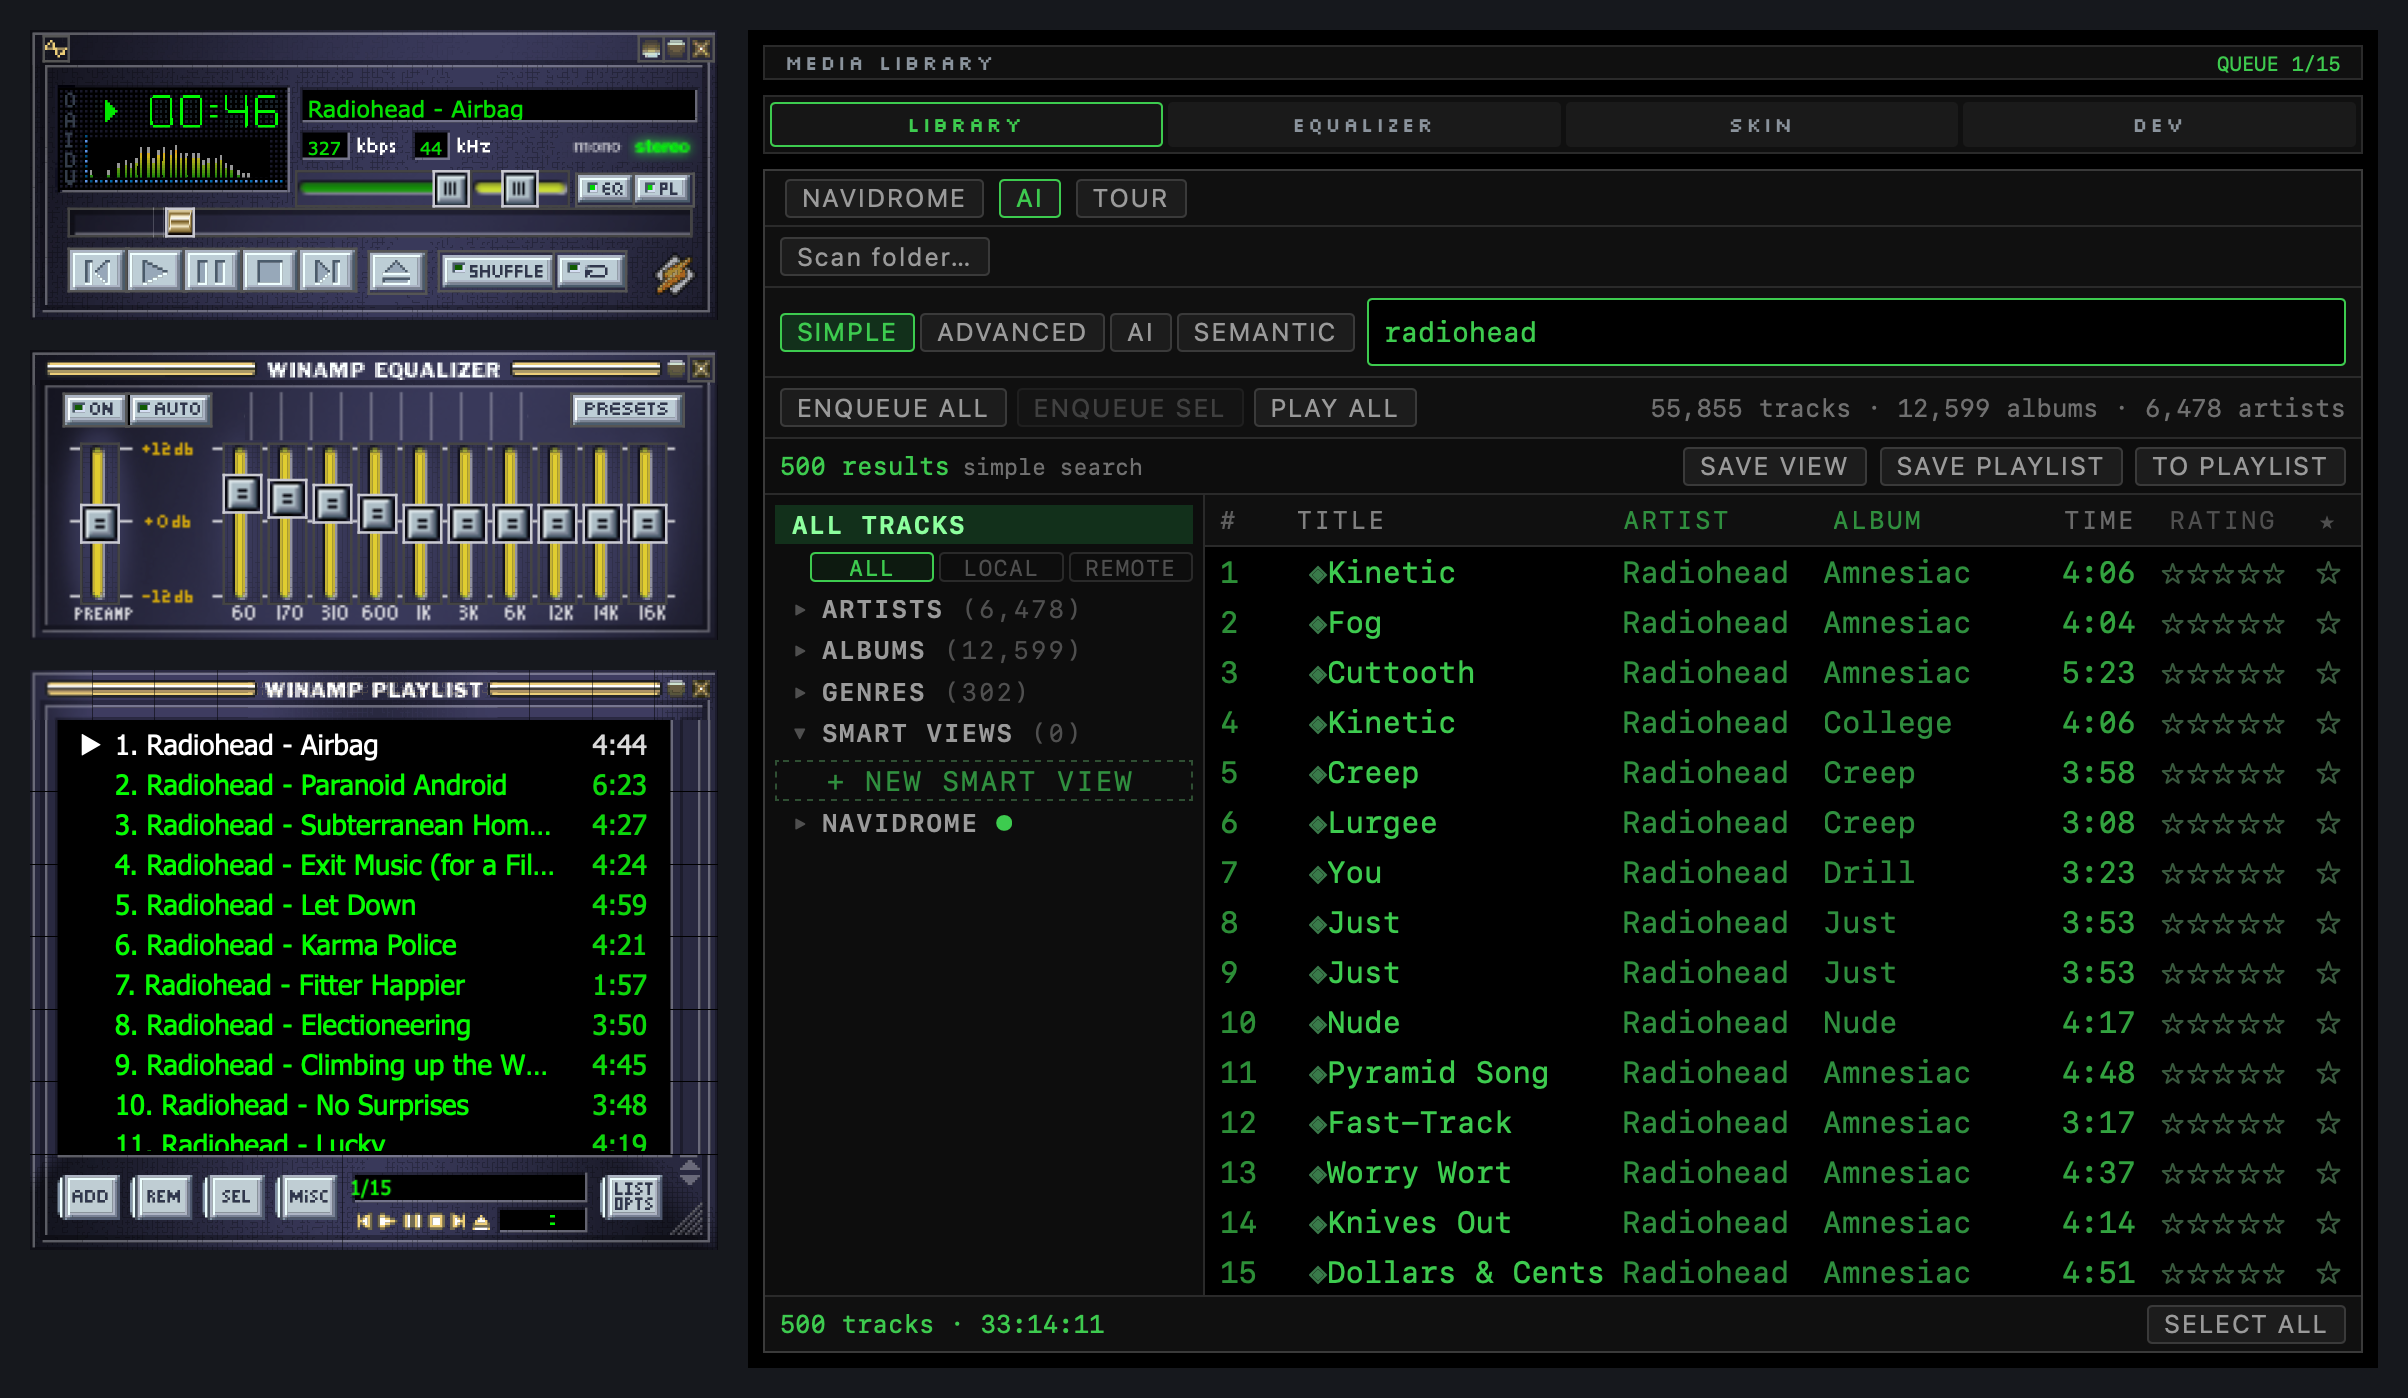 OAIDV
00:46
Radiohead - Airbag
327 kbps 44 kHz mono stereo
EQ PL
SHUFFLE
WINAMP EQUALIZER
ON AUTO PRESETS
+12db
+0db
-12db
PREAMP 60 170 310 600 1K 3K 6K 12K 14K 16K
WINAMP PLAYLIST
1. Radiohead - Airbag 4:44
2. Radiohead - Paranoid Android 6:23
3. Radiohead - Subterranean Hom... 4:27
4. Radiohead - Exit Music (for a Fil... 4:24
5. Radiohead - Let Down 4:59
6. Radiohead - Karma Police 4:21
7. Radiohead - Fitter Happier 1:57
8. Radiohead - Electioneering 3:50
9. Radiohead - Climbing up the W... 4:45
10. Radiohead - No Surprises 3:48
11. Radiohead - Lucky 4:19
ADD REM SEL MISC 1/15 LIST OPTS
:
MEDIA LIBRARY QUEUE 1/15
LIBRARY EQUALIZER SKIN DEV
NAVIDROME AI TOUR
Scan folder…
SIMPLE ADVANCED AI SEMANTIC radiohead
ENQUEUE ALL ENQUEUE SEL PLAY ALL 55,855 tracks · 12,599 albums · 6,478 artists
500 results simple search SAVE VIEW SAVE PLAYLIST TO PLAYLIST
ALL TRACKS
ALL LOCAL REMOTE
ARTISTS (6,478)
ALBUMS (12,599)
GENRES (302)
SMART VIEWS (0)
+ NEW SMART VIEW
NAVIDROME
# TITLE ARTIST ALBUM TIME RATING ★
1 ◈Kinetic Radiohead Amnesiac 4:06 ☆☆☆☆☆ ☆
2 ◈Fog Radiohead Amnesiac 4:04 ☆☆☆☆☆ ☆
3 ◈Cuttooth Radiohead Amnesiac 5:23 ☆☆☆☆☆ ☆
4 ◈Kinetic Radiohead College 4:06 ☆☆☆☆☆ ☆
5 ◈Creep Radiohead Creep 3:58 ☆☆☆☆☆ ☆
6 ◈Lurgee Radiohead Creep 3:08 ☆☆☆☆☆ ☆
7 ◈You Radiohead Drill 3:23 ☆☆☆☆☆ ☆
8 ◈Just Radiohead Just 3:53 ☆☆☆☆☆ ☆
9 ◈Just Radiohead Just 3:53 ☆☆☆☆☆ ☆
10 ◈Nude Radiohead Nude 4:17 ☆☆☆☆☆ ☆
11 ◈Pyramid Song Radiohead Amnesiac 4:48 ☆☆☆☆☆ ☆
12 ◈Fast–Track Radiohead Amnesiac 3:17 ☆☆☆☆☆ ☆
13 ◈Worry Wort Radiohead Amnesiac 4:37 ☆☆☆☆☆ ☆
14 ◈Knives Out Radiohead Amnesiac 4:14 ☆☆☆☆☆ ☆
15 ◈Dollars & Cents Radiohead Amnesiac 4:51 ☆☆☆☆☆ ☆
500 tracks · 33:14:11 SELECT ALL